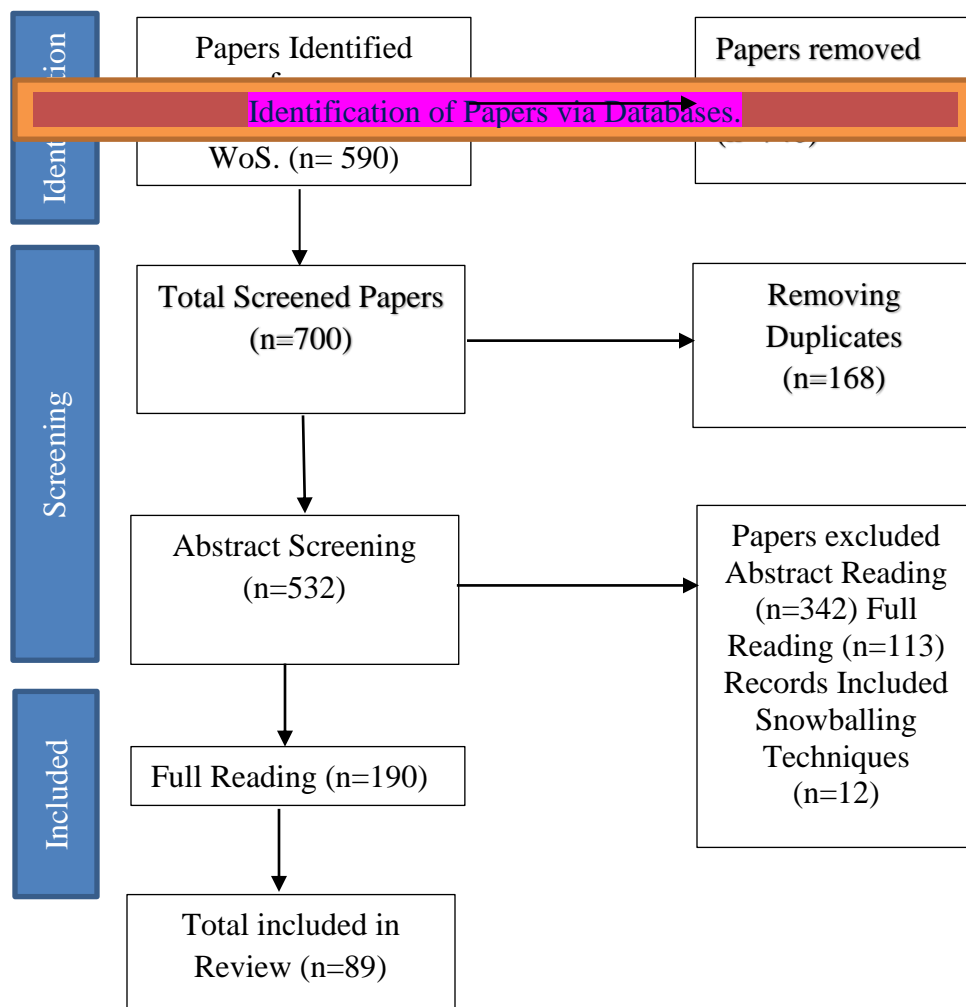 Papers Identified
Papers removed
Identification of Papers via Databases.
WoS. (n= 590)
Total Screened Papers
(n=700)
Removing
Duplicates
(n=168)
Screening
Abstract Screening
(n=532)
Papers excluded
Abstract Reading
(n=342) Full
Reading (n=113)
Records Included
Snowballing
Techniques
(n=12)
Included
Full Reading (n=190)
Total included in
Review (n=89)